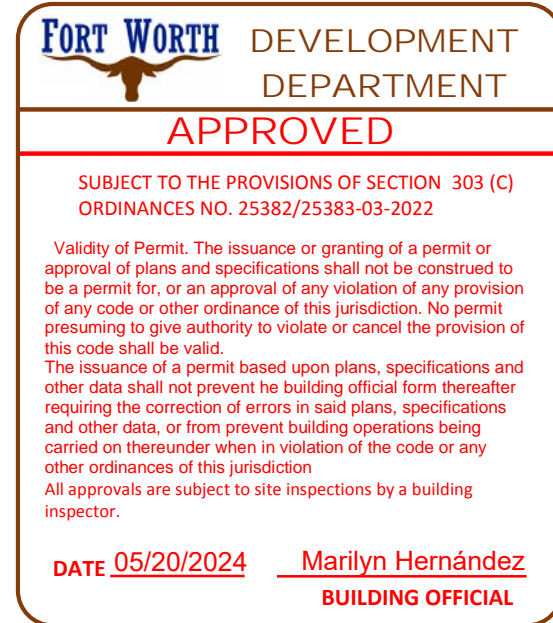 FORT WORTH
DEVELOPMENT
DEPARTMENT
APPROVED
SUBJECT TO THE PROVISIONS OF SECTION 303 (C)
ORDINANCES NO. 25382/25383-03-2022
Validity of Permit. The issuance or granting of a permit or
approval of plans and specifications shall not be construed to
be a permit for, or an approval of any violation of any provision
of any code or other ordinance of this jurisdiction. No permit
presuming to give authority to violate or cancel the provision of
this code shall be valid.
The issuance of a permit based upon plans, specifications and
other data shall not prevent he building official form thereafter
requiring the correction of errors in said plans, specifications
and other data, or from prevent building operations being
carried on thereunder when in violation of the code or any
other ordinances of this jurisdiction
All approvals are subject to site inspections by a building
inspector.
DATE 05/20/2024 Marilyn Hernández
BUILDING OFFICIAL